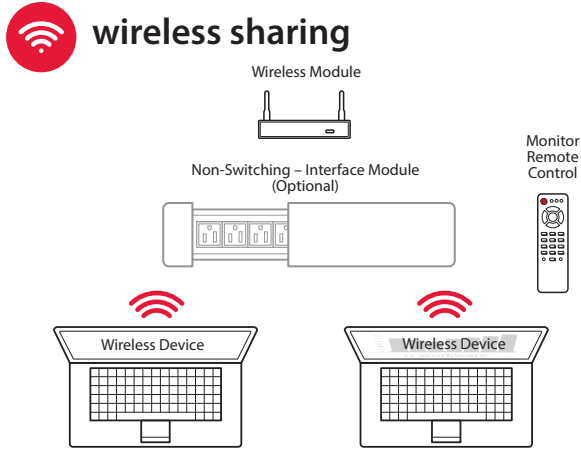 wireless sharing
Wireless Module
Non-Switching – Interface Module
(Optional)
Monitor
Remote
Control
Wireless Device
Wireless Device